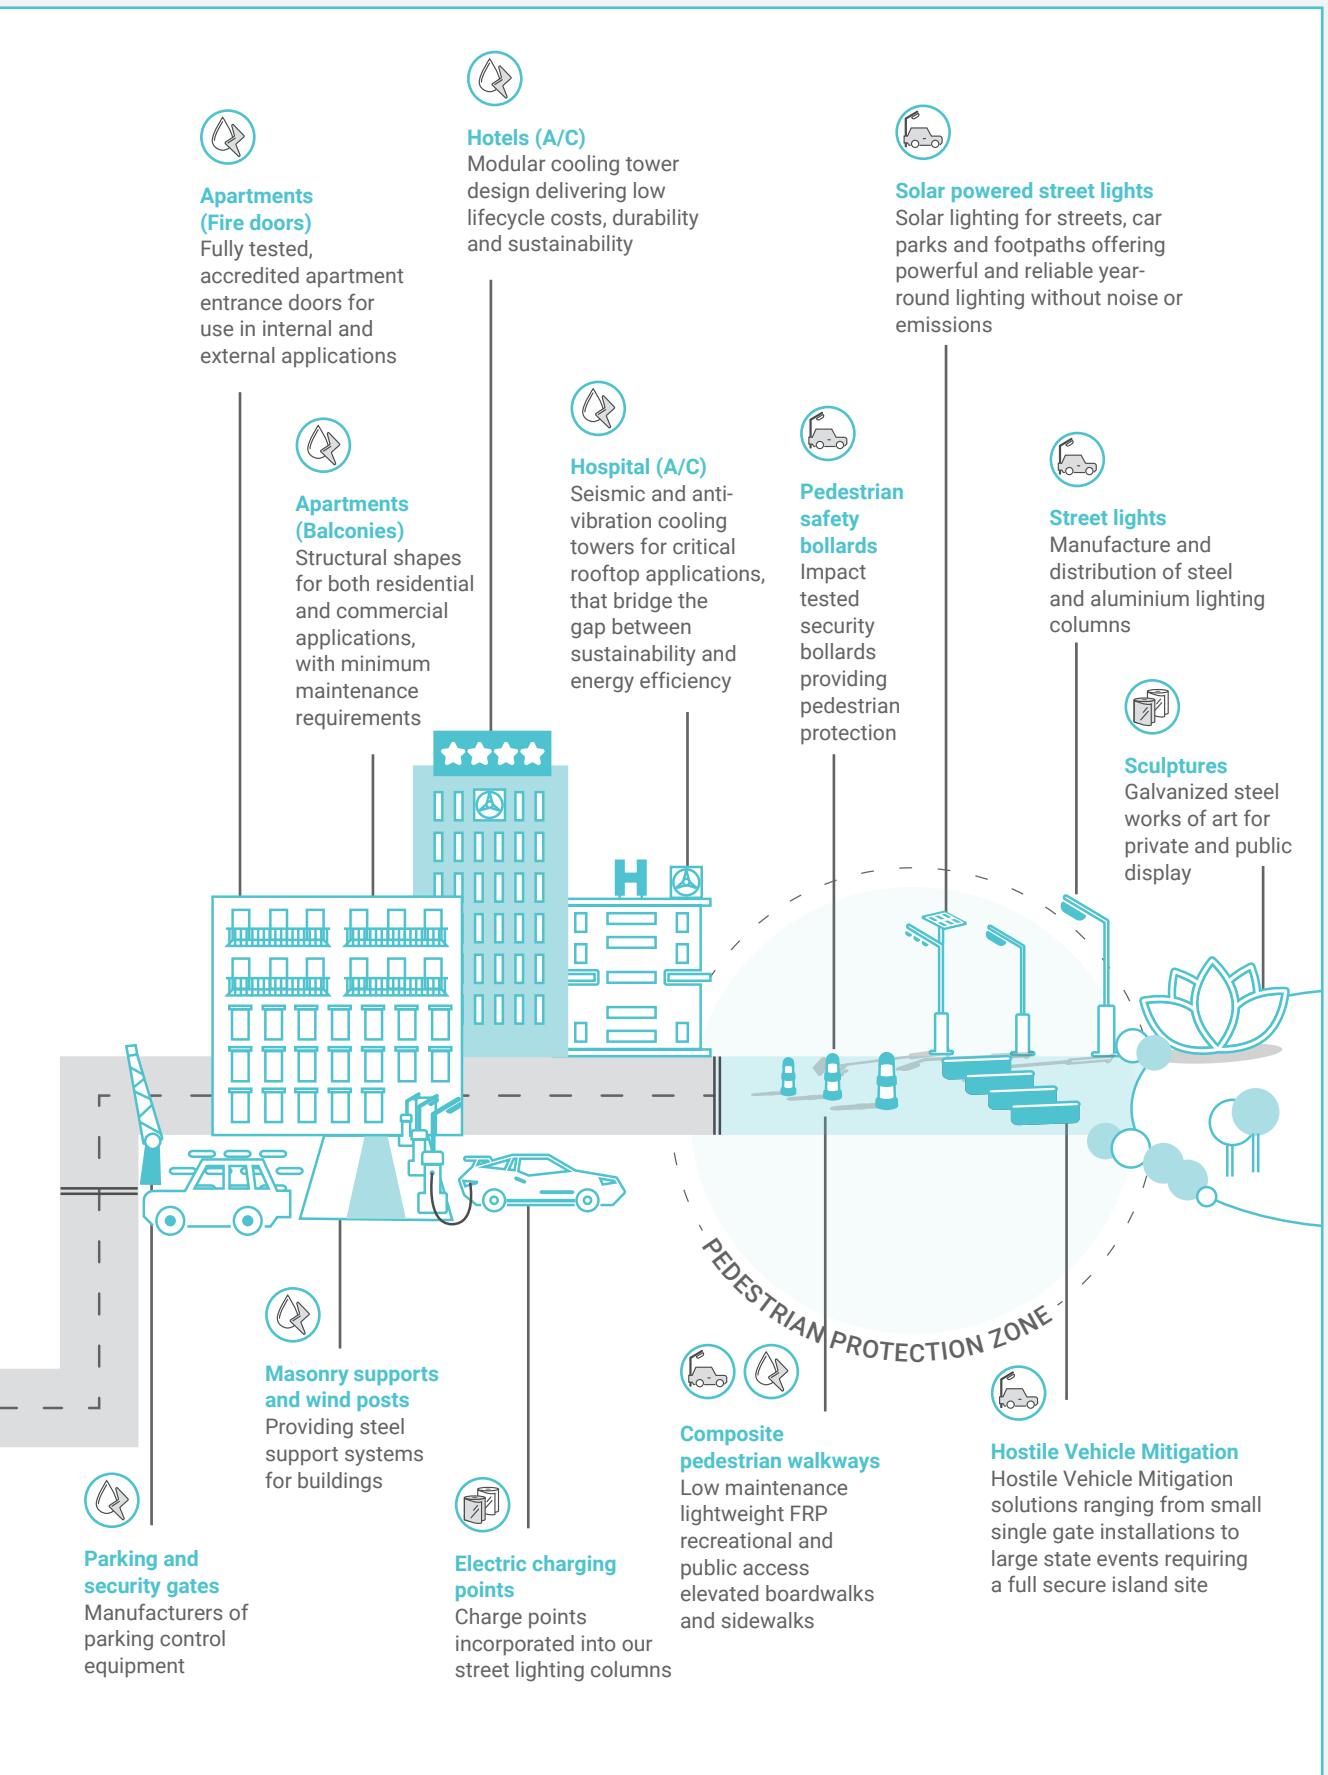 Hotels (A/C)
Modular cooling tower
design delivering low
lifecycle costs, durability
and sustainability
Apartments
(Fire doors)
Fully tested,
accredited apartment
entrance doors for
use in internal and
external applications
Solar powered street lights
Solar lighting for streets, car
parks and footpaths offering
powerful and reliable year-
round lighting without noise or
emissions
Apartments
(Balconies)
Structural shapes
for both residential
and commercial
applications,
with minimum
maintenance
requirements
Hospital (A/C)
Seismic and anti-
vibration cooling
towers for critical
rooftop applications,
that bridge the
gap between
sustainability and
energy efficiency
Pedestrian
safety
bollards
Impact
tested
security
bollards
providing
pedestrian
protection
Street lights
Manufacture and
distribution of steel
and aluminium lighting
columns
Sculptures
Galvanized steel
works of art for
private and public
display
H
PEDESTRIAN PROTECTION ZONE
Masonry supports
and wind posts
Providing steel
support systems
for buildings
Parking and
security gates
Manufacturers of
parking control
equipment
Electric charging
points
Charge points
incorporated into our
street lighting columns
Composite
pedestrian walkways
Low maintenance
lightweight FRP
recreational and
public access
elevated boardwalks
and sidewalks
Hostile Vehicle Mitigation
Hostile Vehicle Mitigation
solutions ranging from small
single gate installations to
large state events requiring
a full secure island site